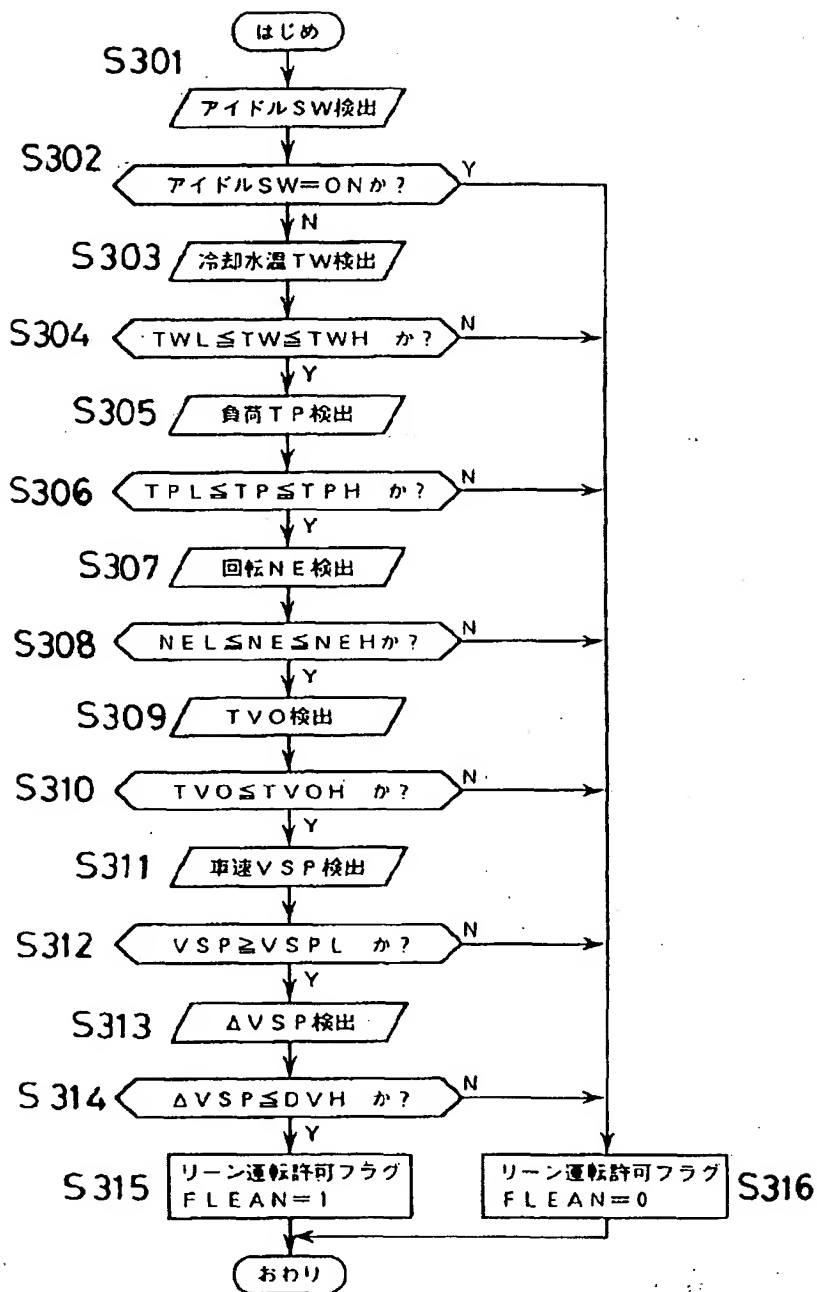 はじめ
S301
アイドルSW検出
S302
アイドルSW=ONか?
Y
N
S303
冷却水温TW検出
S304
TWL≦TW≦TWH か?
N
Y
S305
負荷TP検出
S306
TPL≦TP≦TPH か?
N
Y
S307
回転NE検出
S308
NEL≦NE≦NEHか?
N
Y
S309
TVO検出
S310
TVO≦TVOH か?
N
Y
S311
車速VSP検出
S312
VSP≧VSPL か?
N
Y
S313
ΔVSP検出
S314
ΔVSP≦DVH か?
N
Y
S315
リーン運転許可フラグ
FLEAN=1
リーン運転許可フラグ
FLEAN=0
S316
おわり